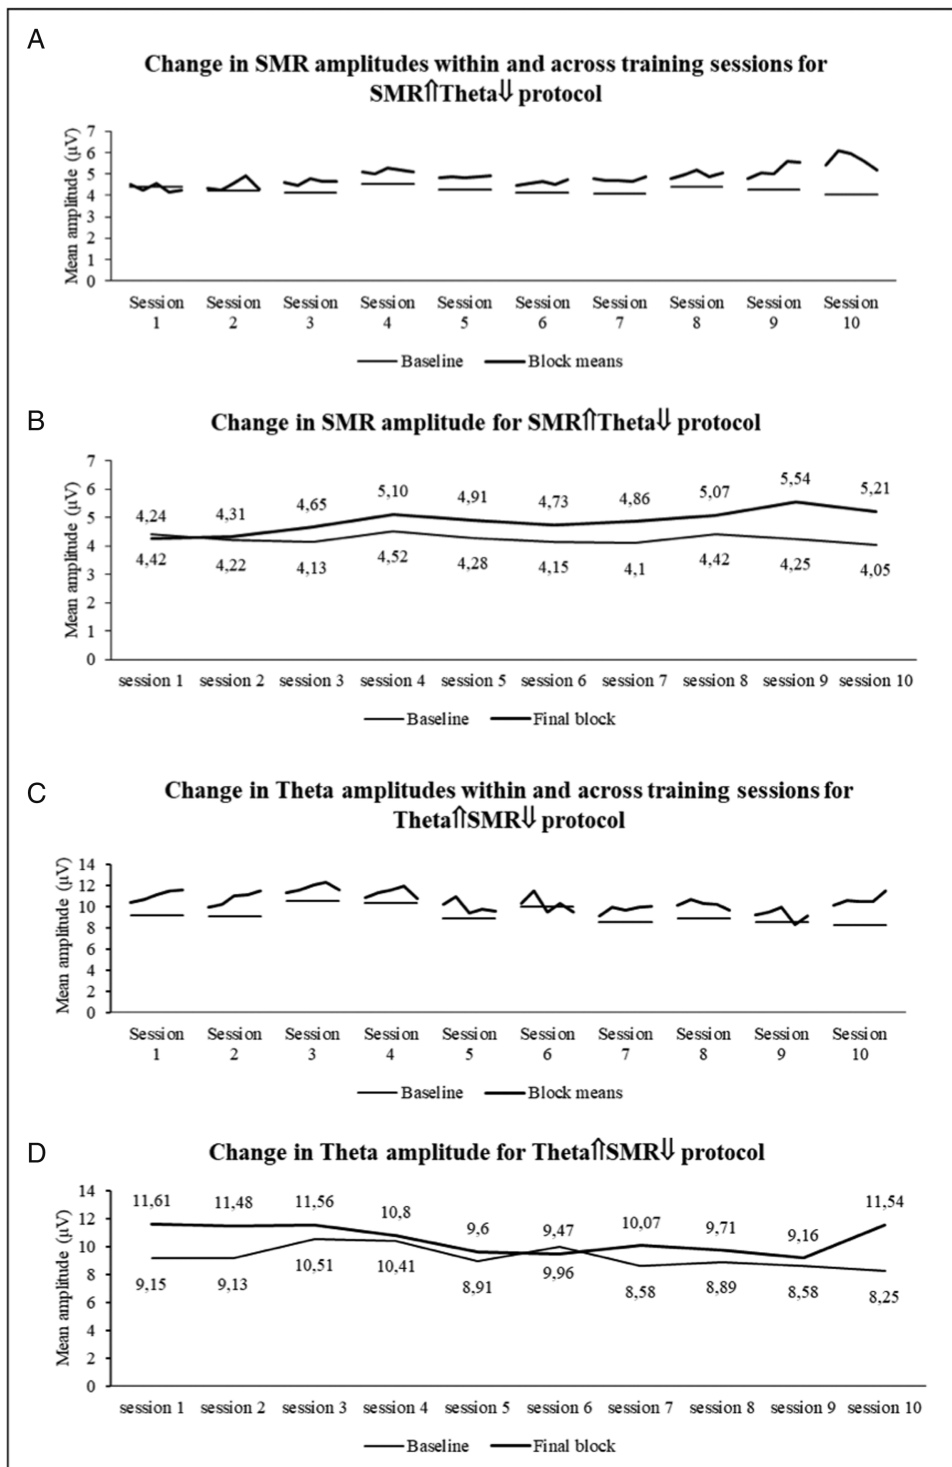 A
Change in SMR amplitudes within and across training sessions for
SMR⇑Theta⇓ protocol
Mean amplitude (µV)
7
6
5
4
3
2
1
0
Session 1
Session 2
Session 3
Session 4
Session 5
Session 6
Session 7
Session 8
Session 9
Session 10
Baseline
Block means
B
Change in SMR amplitude for SMR⇑Theta⇓ protocol
Mean amplitude (µV)
7
6
5
4
3
2
1
0
4,24 4,31 4,65 5,10 4,91 4,73 4,86 5,07 5,54 5,21
4,42 4,22 4,13 4,52 4,28 4,15 4,1 4,42 4,25 4,05
session 1 session 2 session 3 session 4 session 5 session 6 session 7 session 8 session 9 session 10
Baseline
Final block
C
Change in Theta amplitudes within and across training sessions for
Theta⇑SMR⇓ protocol
Mean amplitude (µV)
14
12
10
8
6
4
2
0
Session 1
Session 2
Session 3
Session 4
Session 5
Session 6
Session 7
Session 8
Session 9
Session 10
Baseline
Block means
D
Change in Theta amplitude for Theta⇑SMR⇓ protocol
Mean amplitude (µV)
14
12
10
8
6
4
2
0
11,61 11,48 11,56 10,8 9,6 9,47 10,07 9,71 9,16 11,54
9,15 9,13 10,51 10,41 8,91 9,96 8,58 8,89 8,58 8,25
session 1 session 2 session 3 session 4 session 5 session 6 session 7 session 8 session 9 session 10
Baseline
Final block